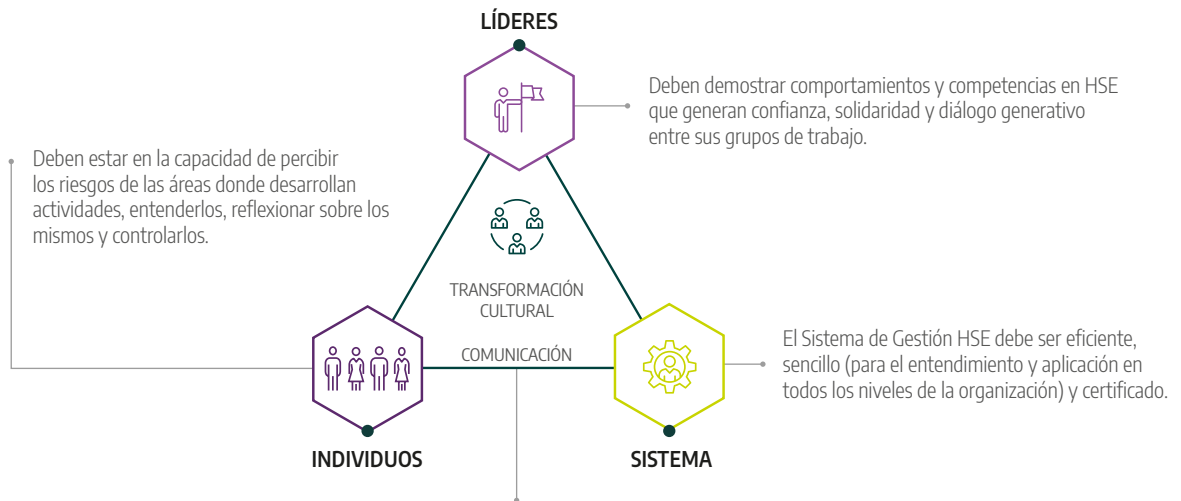 LÍDERES
Deben demostrar comportamientos y competencias en HSE
que generan confianza, solidaridad y diálogo generativo
entre sus grupos de trabajo.
Deben estar en la capacidad de percibir
los riesgos de las áreas donde desarrollan
actividades, entenderlos, reflexionar sobre los
mismos y controlarlos.
TRANSFORMACIÓN
CULTURAL
COMUNICACIÓN
El Sistema de Gestión HSE debe ser eficiente,
sencillo (para el entendimiento y aplicación en
todos los niveles de la organización) y certificado.
INDIVIDUOS
SISTEMA